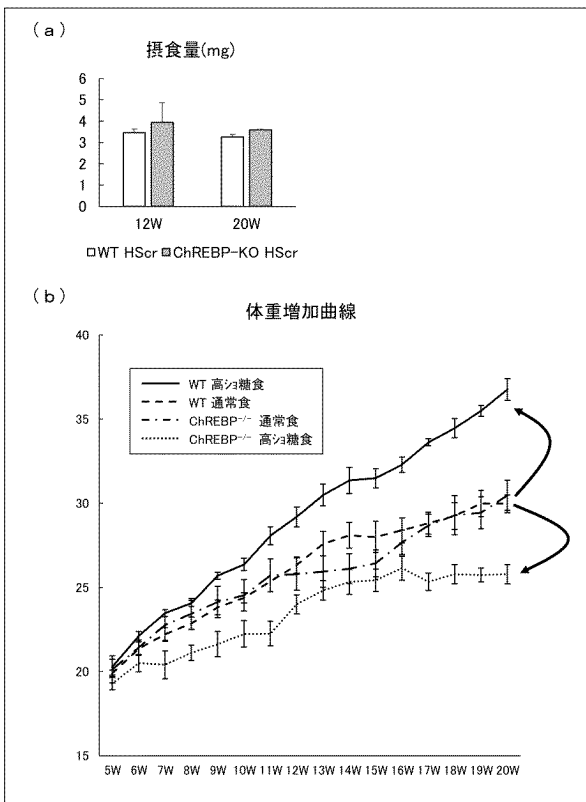 (a)
摂食量(mg)
6
5
4
3
2
1
0
12W 20W
□WT HScr ■ChREBP-KO HScr
(b)
体重増加曲線
40
35
30
25
20
15
WT 高ショ糖食
WT 通常食
ChREBP-/- 通常食
ChREBP-/- 高ショ糖食
5W 6W 7W 8W 9W 10W 11W 12W 13W 14W 15W 16W 17W 18W 19W 20W